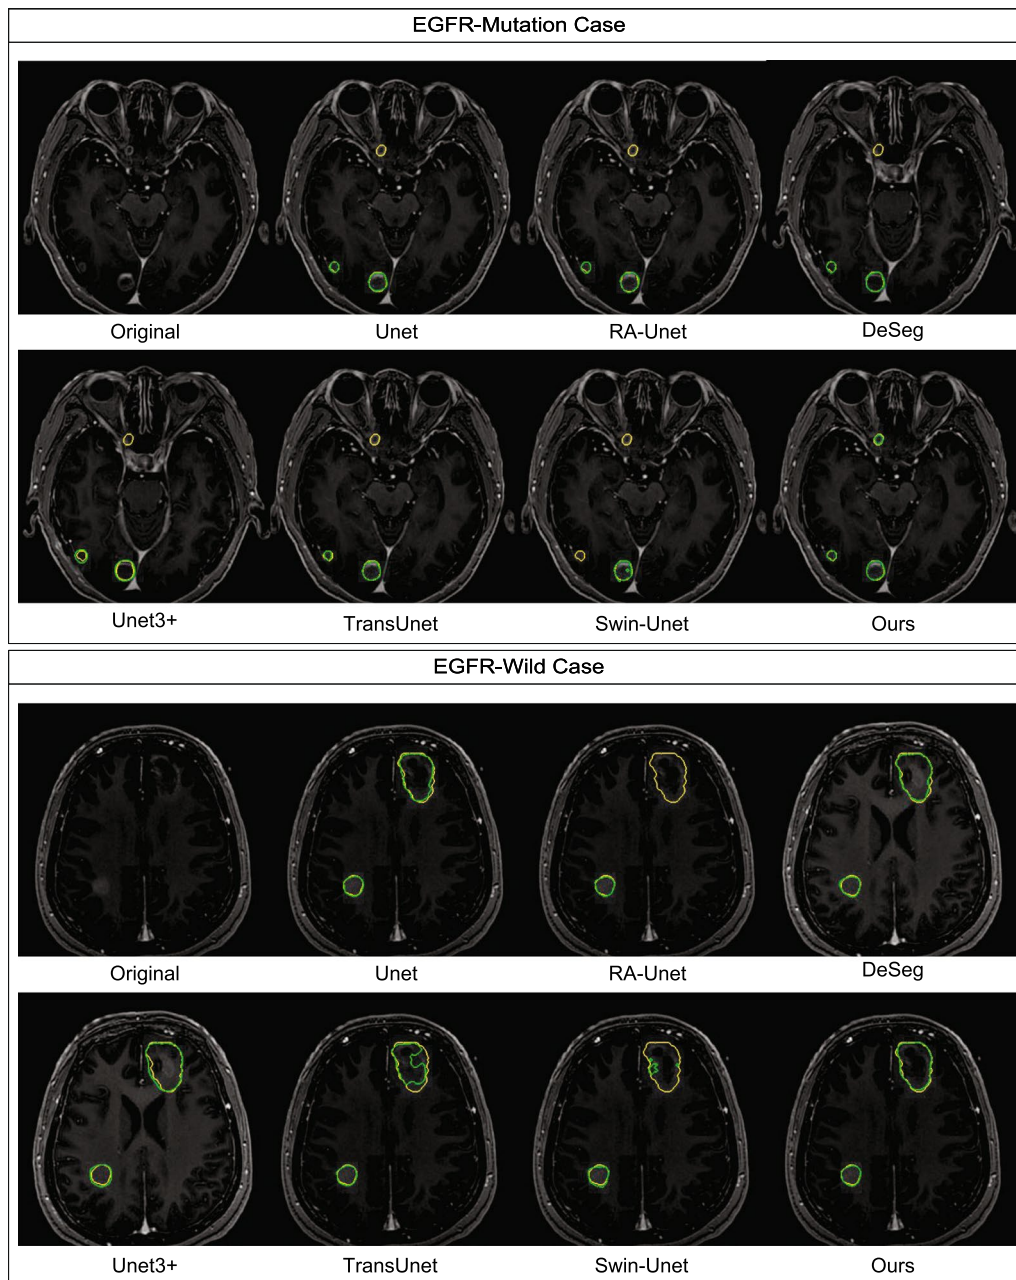 EGFR-Mutation Case
Original Unet RA-Unet DeSeg
Unet3+ TransUnet Swin-Unet Ours
EGFR-Wild Case
Original Unet RA-Unet DeSeg
Unet3+ TransUnet Swin-Unet Ours